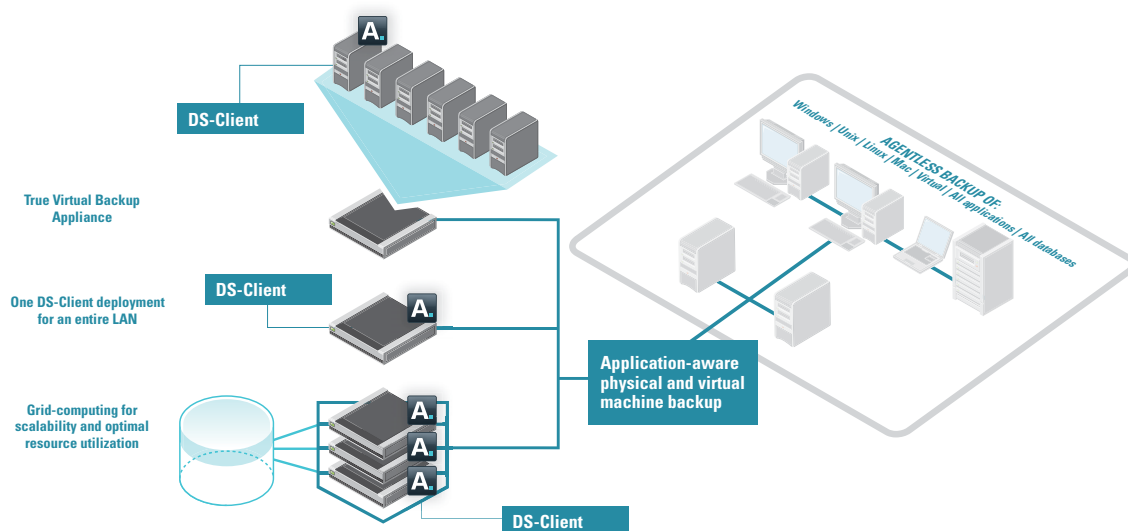 A.
DS-Client
True Virtual Backup
Appliance
DS-Client
A.
One DS-Client deployment
for an entire LAN
Grid-computing for
scalability and optimal
resource utilization
A.
A.
A.
DS-Client
Application-aware
physical and virtual
machine backup
AGENTLESS BACKUP OF:
Windows | Unix | Linux | Mac | Virtual | All applications | All databases